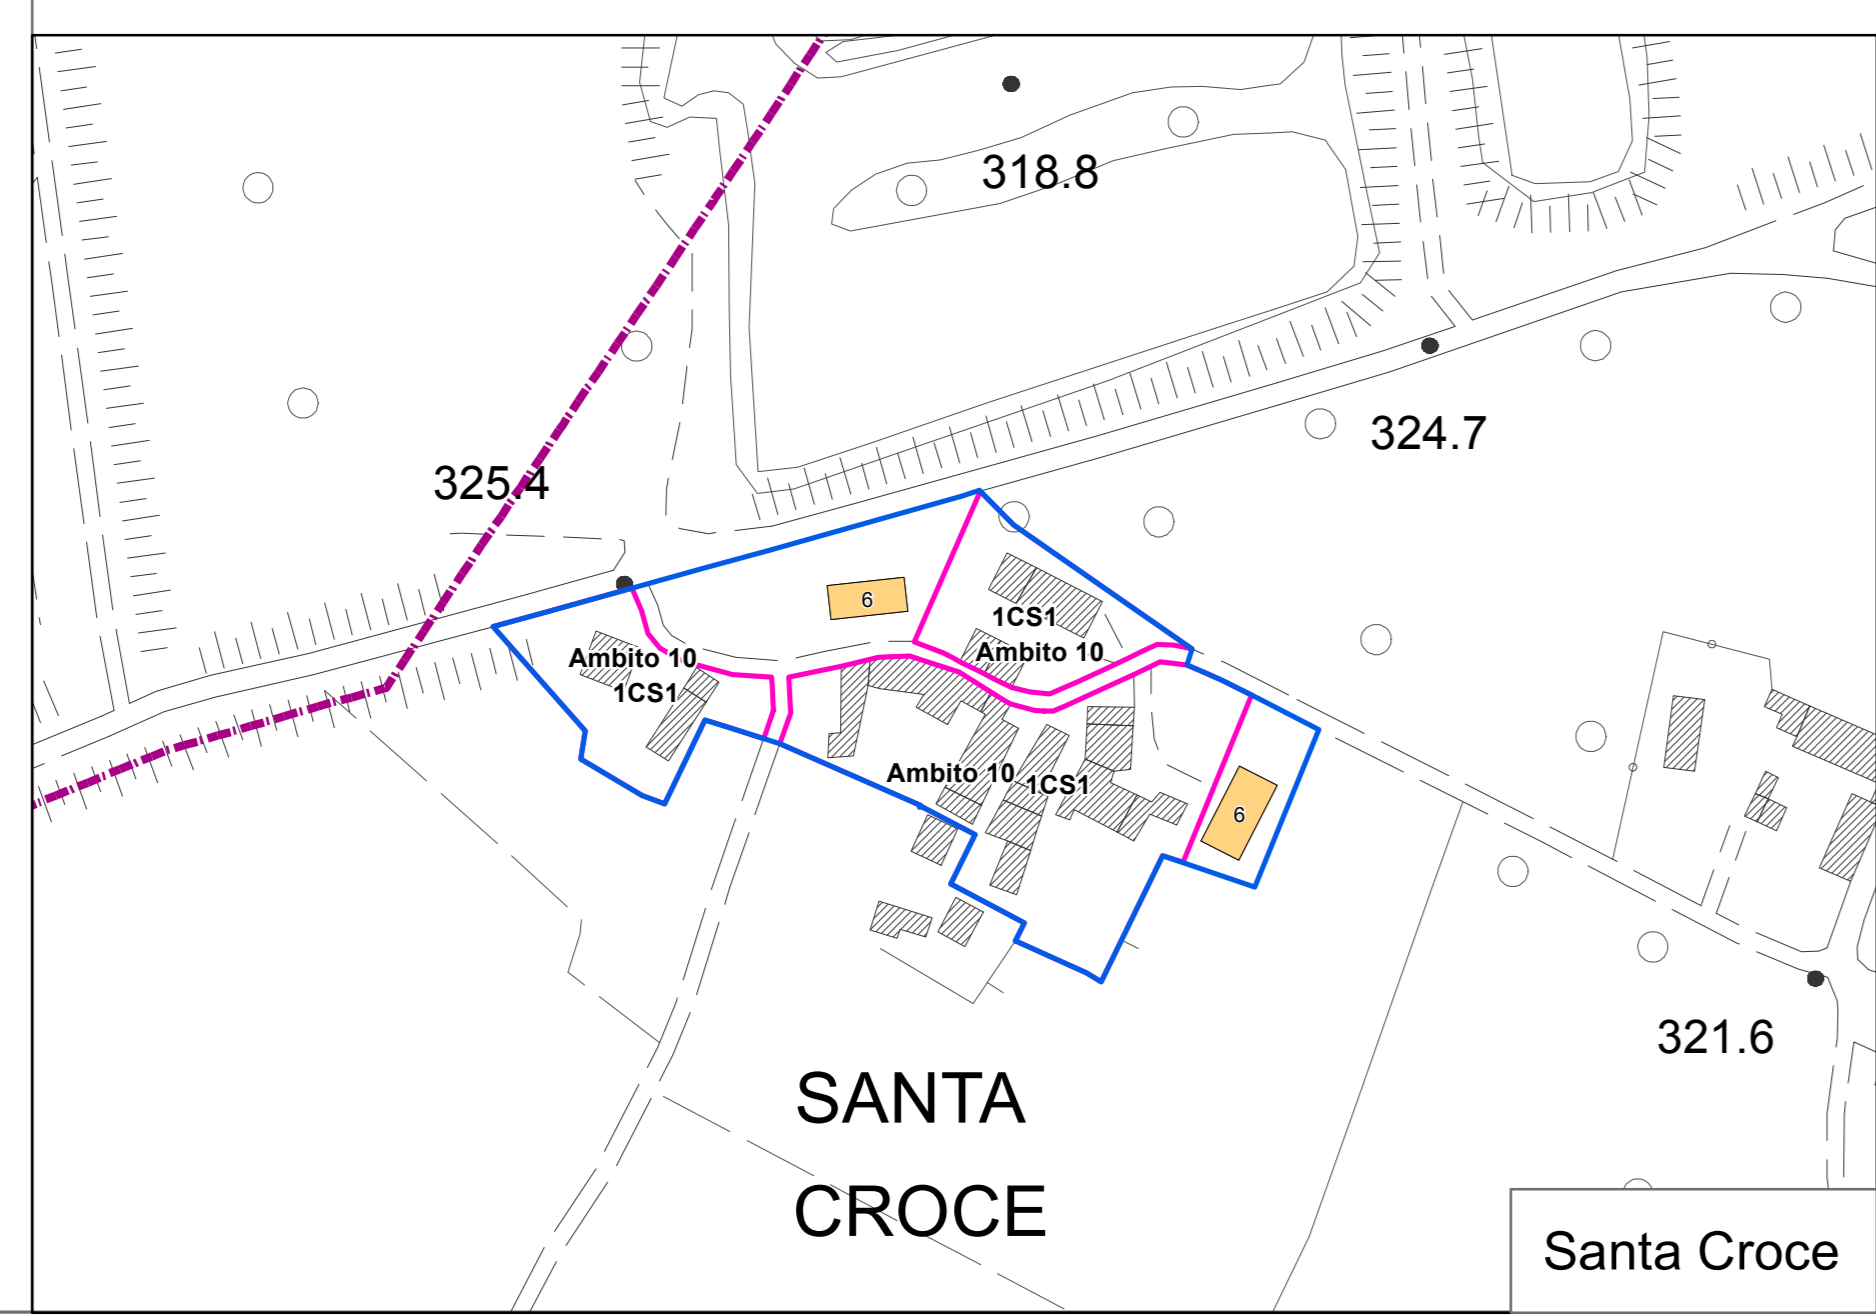 318.8
324.7
325.4
6
1CS1
Ambito 10
Ambito 10
1CS1
Ambito 10
1CS1
6
321.6
SANTA
CROCE
Santa Croce